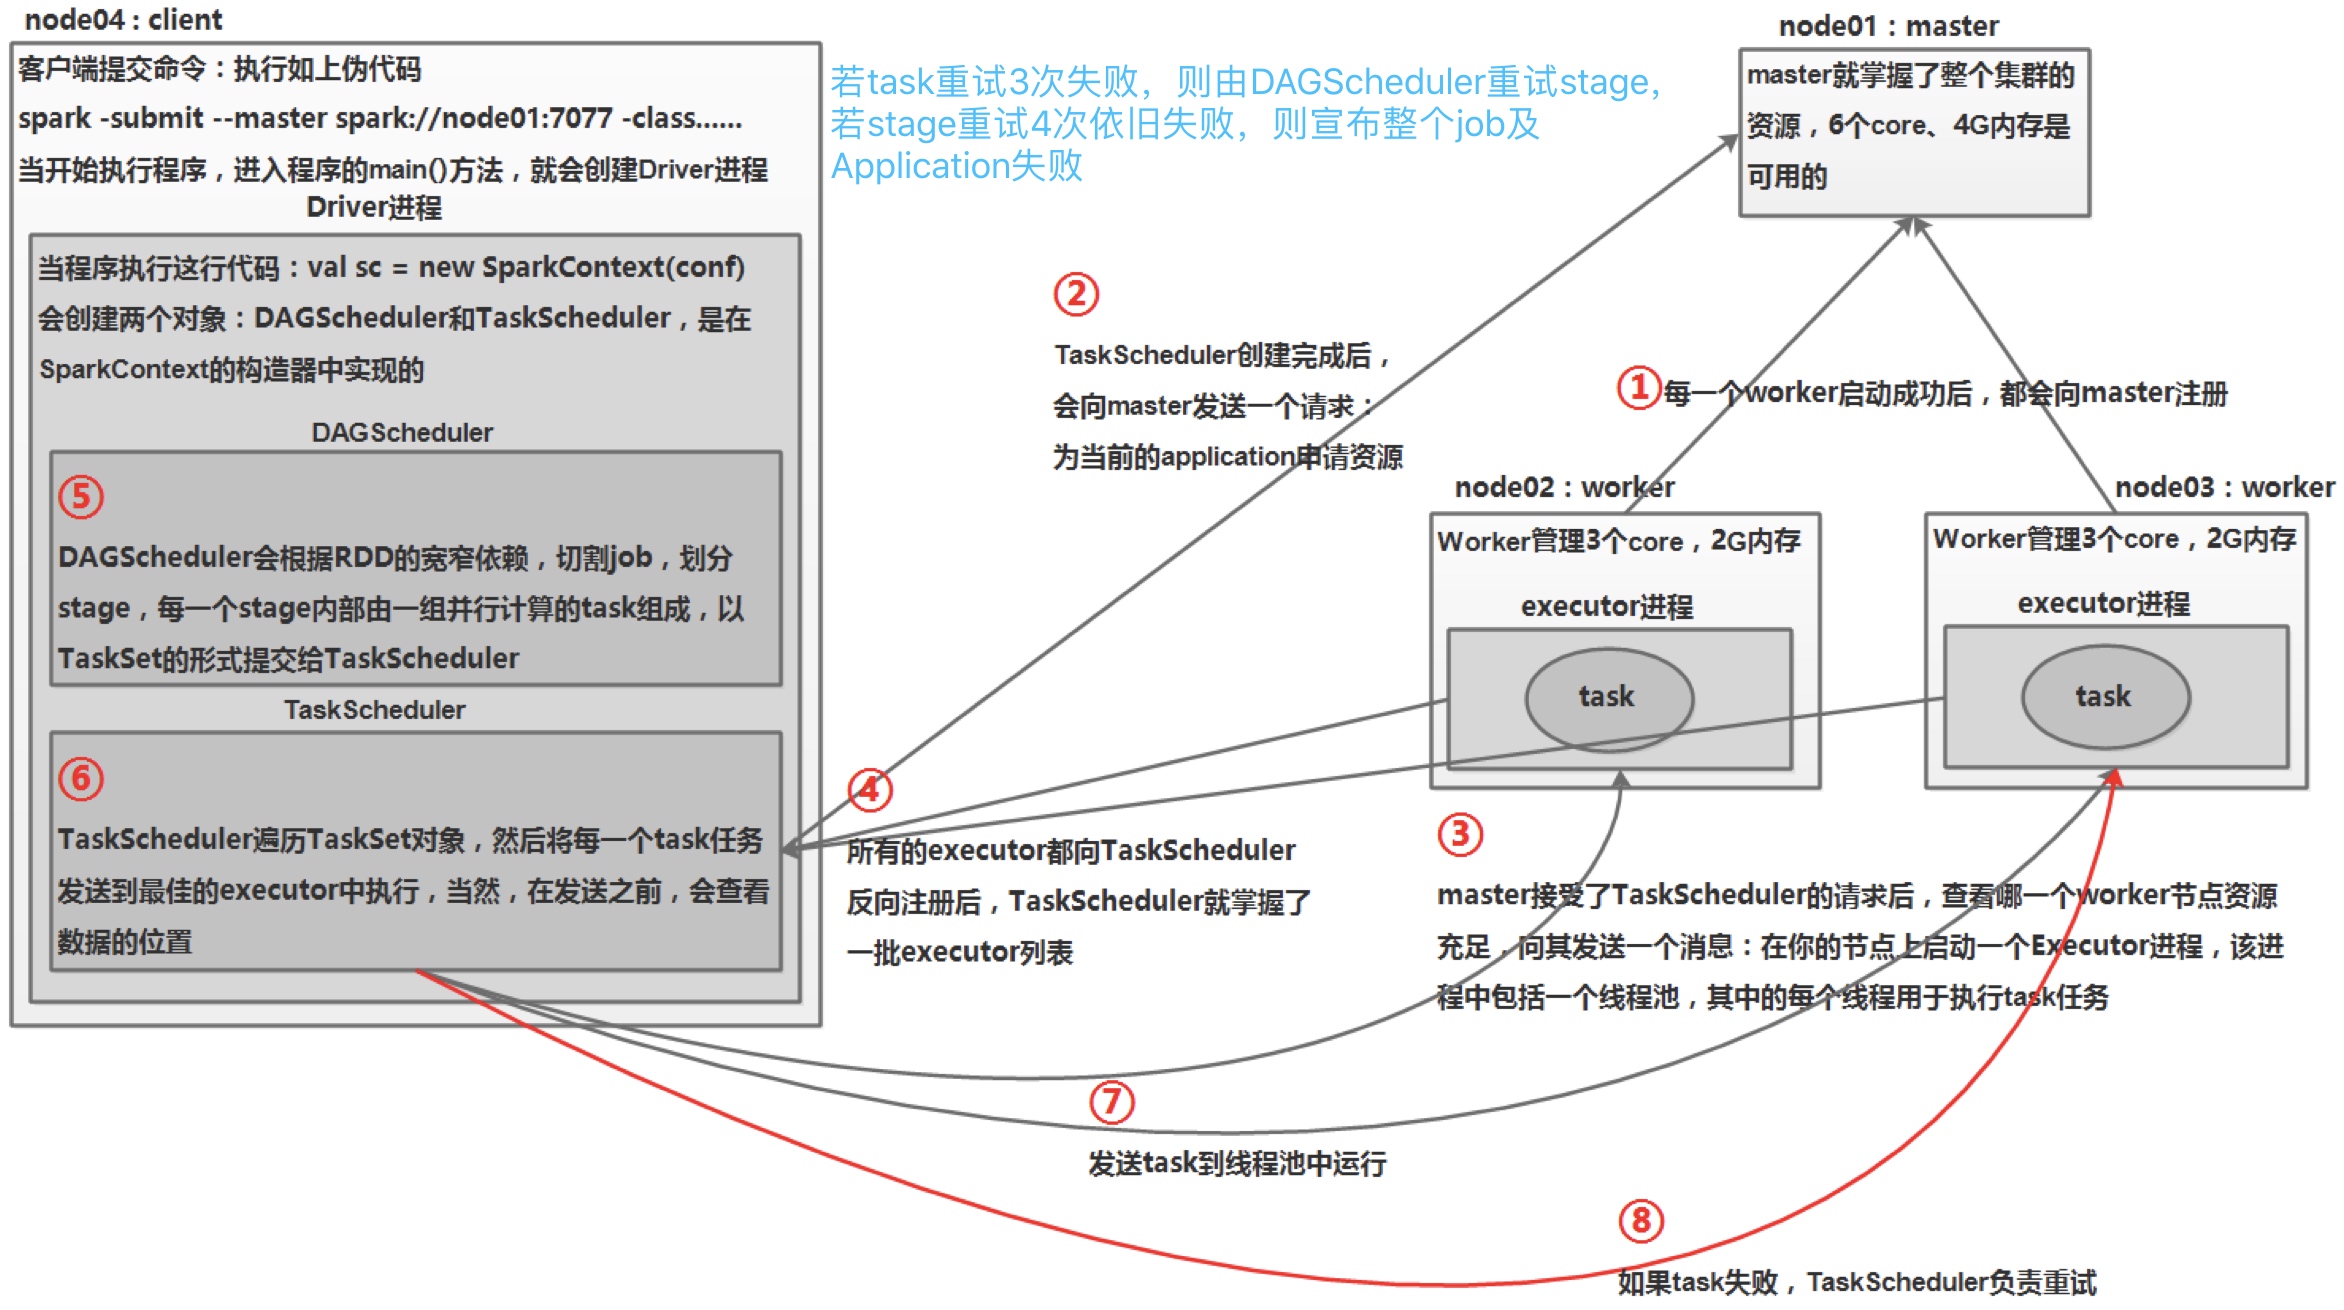 node04：client
客户端提交命令：执行如上伪代码
spark -submit --master spark://node01:7077 -class......
当开始执行程序，进入程序的main()方法，就会创建Driver进程
Driver进程
当程序执行这行代码：val sc = new SparkContext(conf)
会创建两个对象：DAGScheduler和TaskScheduler，是在
SparkContext的构造器中实现的
DAGScheduler
⑤
DAGScheduler会根据RDD的宽窄依赖，切割job，划分
stage，每一个stage内部由一组并行计算的task组成，以
TaskSet的形式提交给TaskScheduler
TaskScheduler
⑥
TaskScheduler遍历TaskSet对象，然后将每一个task任务
发送到最佳的executor中执行，当然，在发送之前，会查看
数据的位置
若task重试3次失败，则由DAGScheduler重试stage，
若stage重试4次依旧失败，则宣布整个job及
Application失败
node01：master
master就掌握了整个集群的
资源，6个core、4G内存是
可用的
②
TaskScheduler创建完成后，
会向master发送一个请求：
为当前的application申请资源
①每一个worker启动成功后，都会向master注册
node02：worker
Worker管理3个core，2G内存
executor进程
task
node03：worker
Worker管理3个core，2G内存
executor进程
task
④
所有的executor都向TaskScheduler
反向注册后，TaskScheduler就掌握了
一批executor列表
③
master接受了TaskScheduler的请求后，查看哪一个worker节点资源
充足，向其发送一个消息：在你的节点上启动一个Executor进程，该进
程中包括一个线程池，其中的每个线程用于执行task任务
⑦
发送task到线程池中运行
⑧
如果task失败，TaskScheduler负责重试